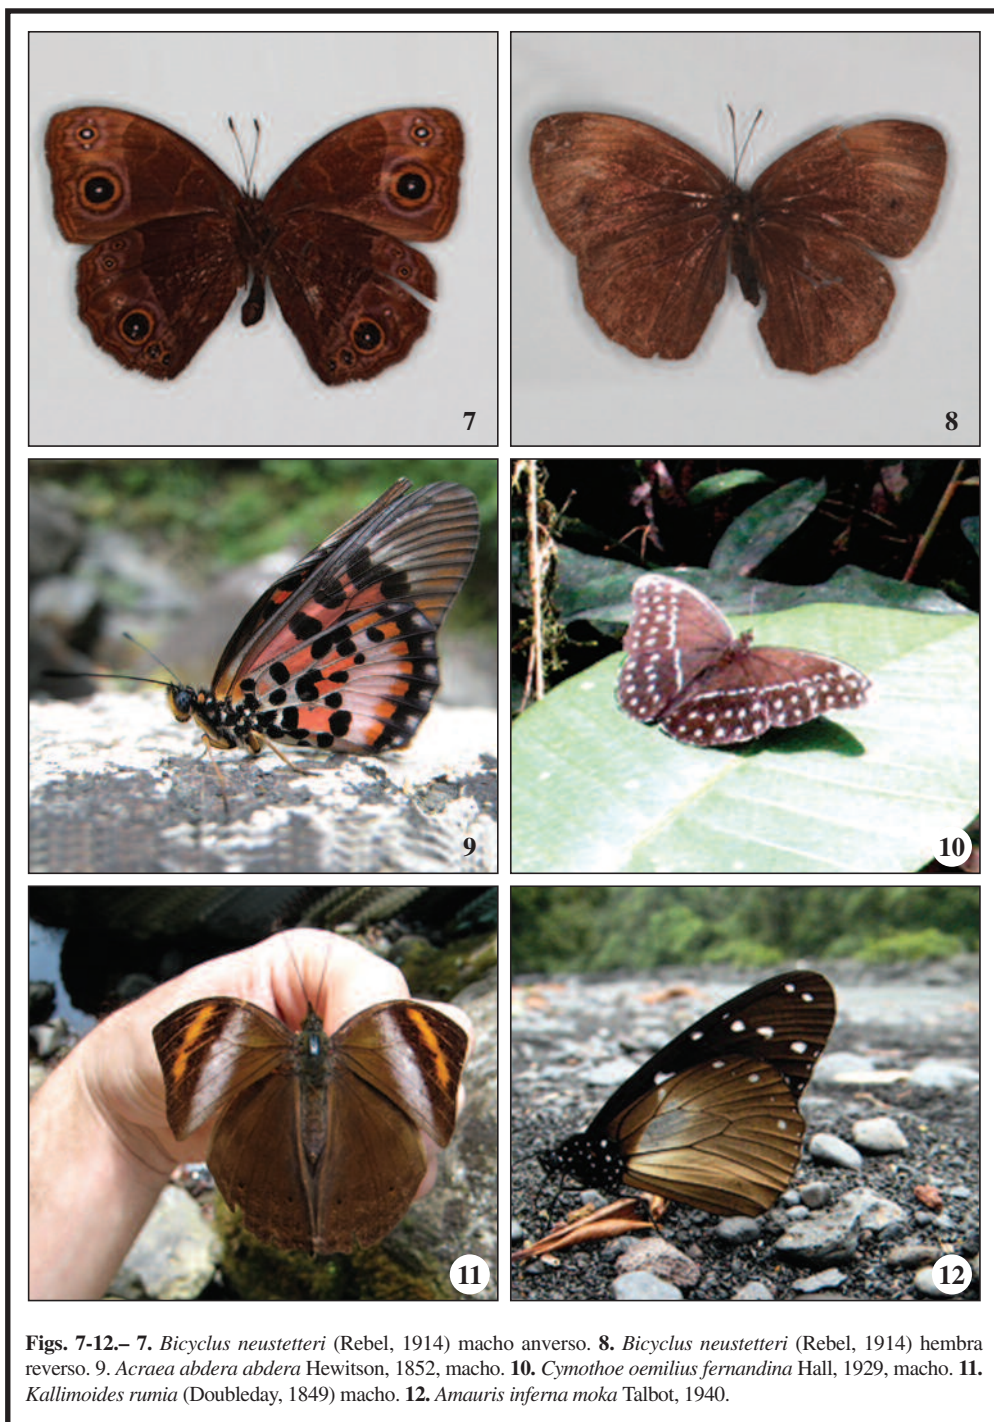 7
8
9
10
11
12
Figs. 7-12.– 7. Bicyclus neustetteri (Rebel, 1914) macho anverso. 8. Bicyclus neustetteri (Rebel, 1914) hembra
reverso. 9. Acraea abdera abdera Hewitson, 1852, macho. 10. Cymothoe oemilius fernandina Hall, 1929, macho. 11.
Kallimoides rumia (Doubleday, 1849) macho. 12. Amauris inferna moka Talbot, 1940.